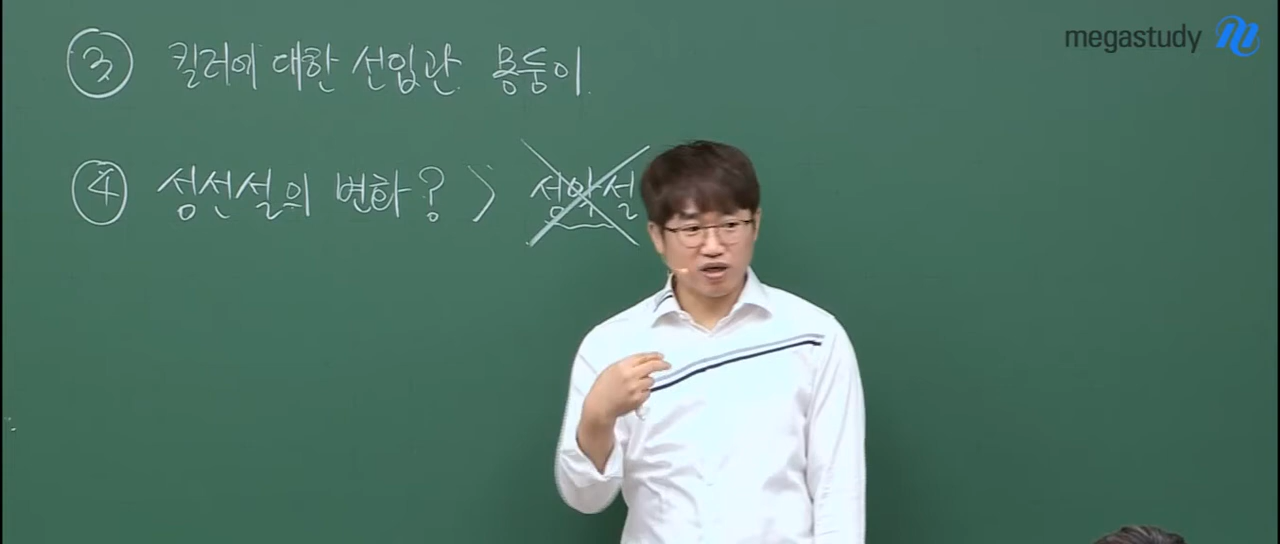 megastudy
③ 킬러에 대한 선입관 몽둥이
④ 성선설의 변화? > 성악설